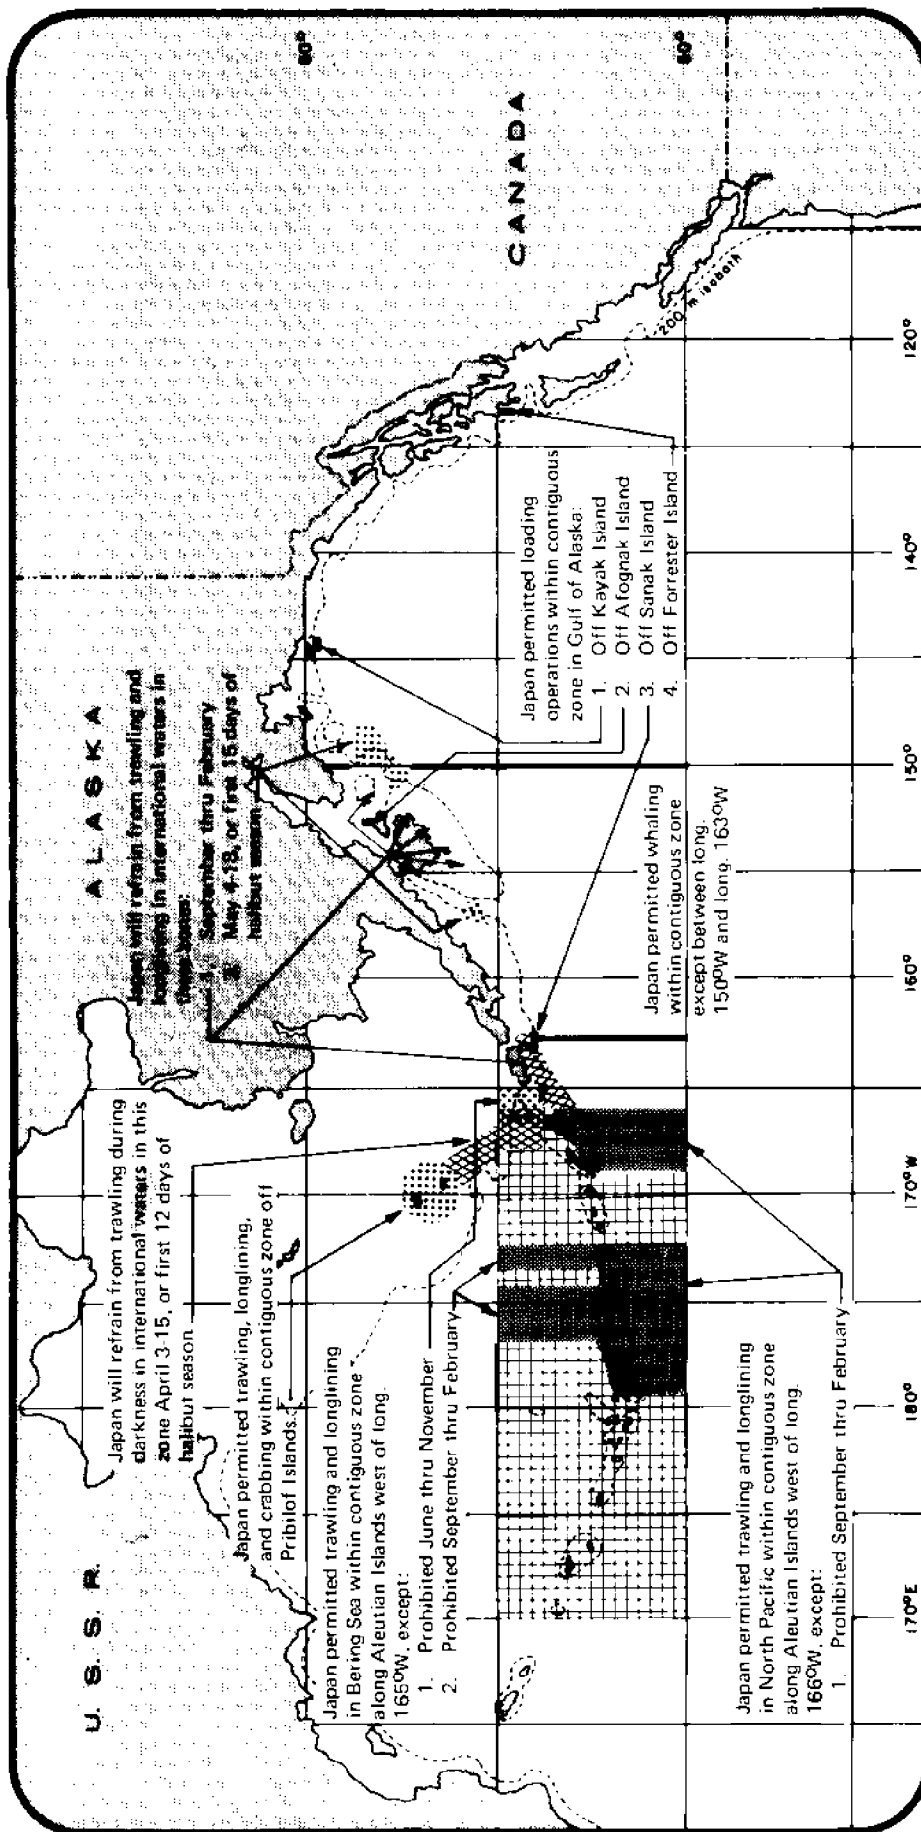 U. S. S. R.
ALASKA
CANADA
Japan will refrain from trawling during
darkness in international waters in this
zone April 3-15, or first 12 days of
halibut season
Japan will refrain from trawling and
longlining in international waters in
these zones:
1. September thru February
2. May 4-19, or first 15 days of
halibut season
Japan permitted trawling, longlining,
and crabbing within contiguous zone off
Pribilof Islands.
Japan permitted trawling and longlining
in Bering Sea within contiguous zone
along Aleutian Islands west of long.
165°W, except:
1. Prohibited June thru November
2. Prohibited September thru February
Japan permitted loading
operations within contiguous
zone in Gulf of Alaska:
1. Off Kayak Island
2. Off Afognak Island
3. Off Sanak Island
4. Off Forrester Island
Japan permitted whaling
within contiguous zone
except between long.
150°W and long. 163°W
Japan permitted trawling and longlining
in North Pacific within contiguous zone
along Aleutian Islands west of long.
166°W, except:
1. Prohibited September thru February
200 m isobath
60°
50°
170°E
180°
170°W
160°
150°
140°
120°